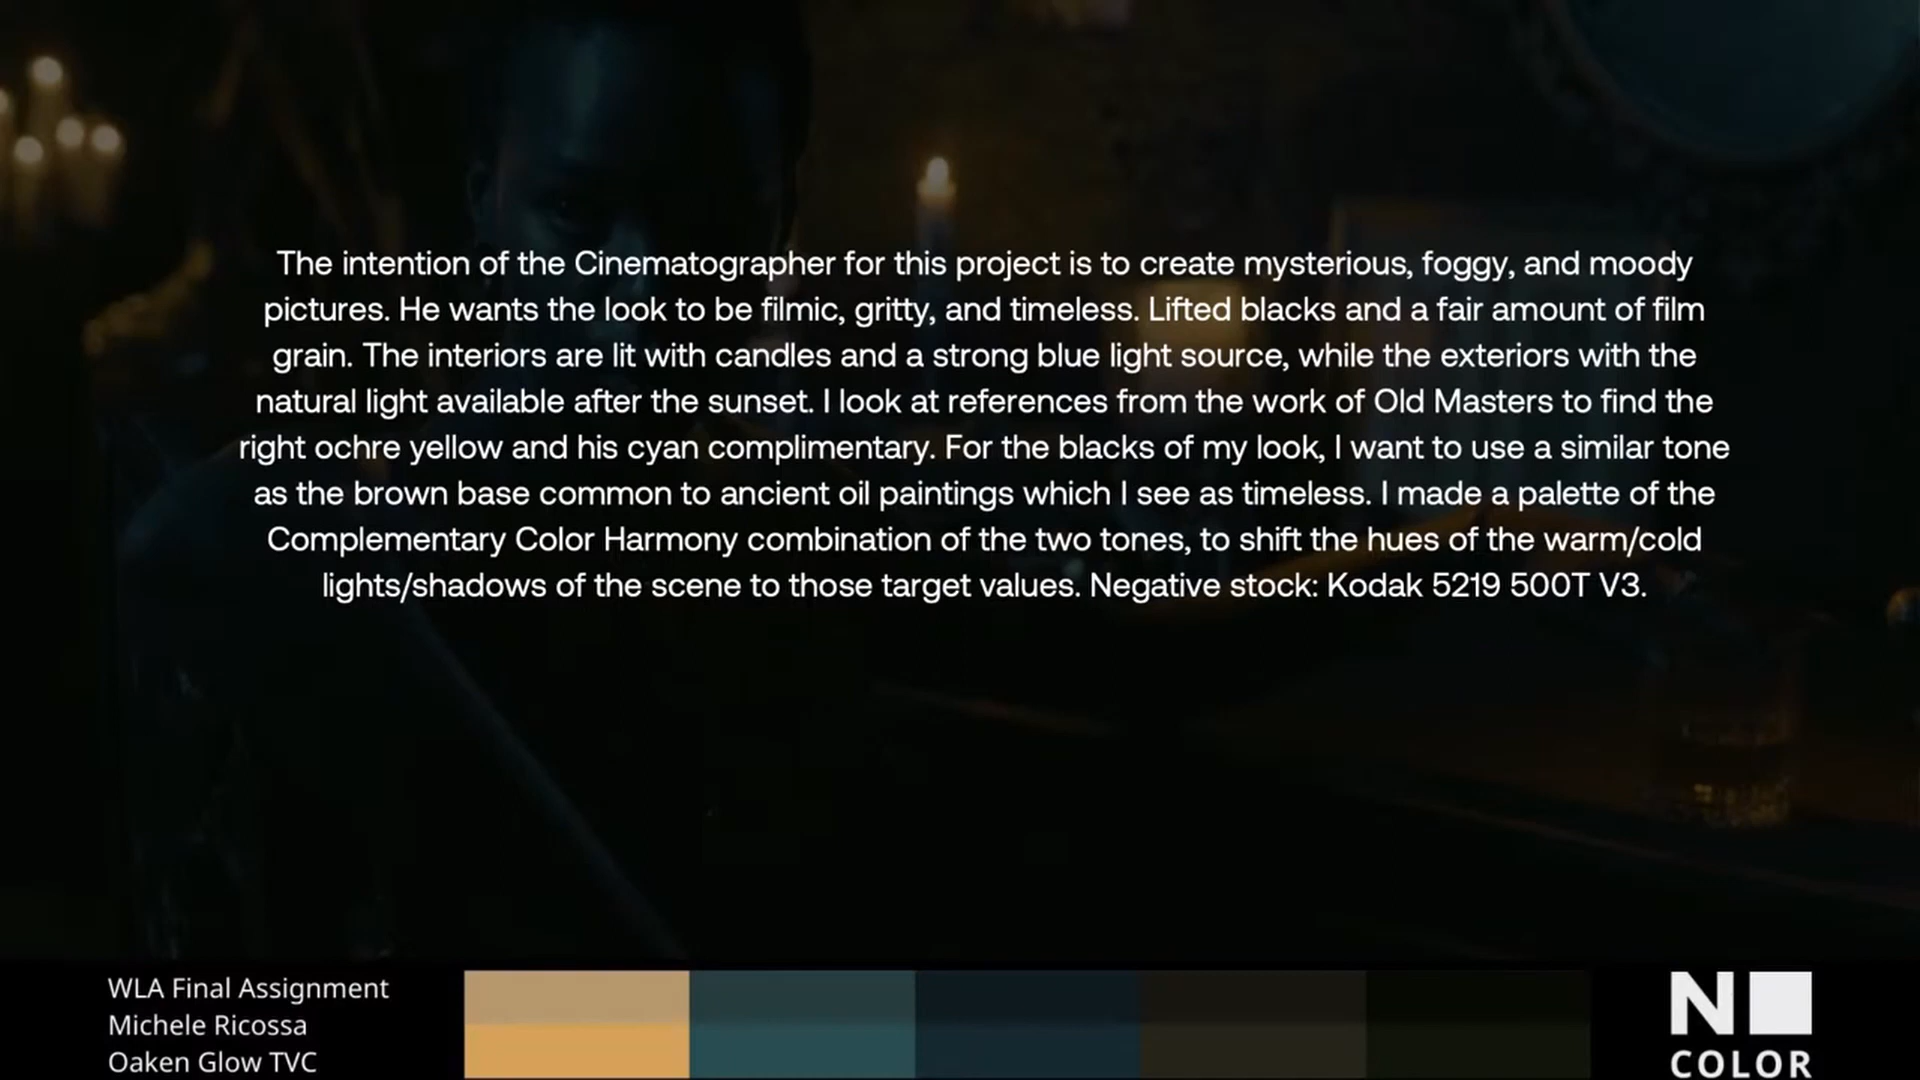 The intention of the Cinematographer for this project is to create mysterious, foggy, and moody
pictures. He wants the look to be filmic, gritty, and timeless. Lifted blacks and a fair amount of film
grain. The interiors are lit with candles and a strong blue light source, while the exteriors with the
natural light available after the sunset. I look at references from the work of Old Masters to find the
right ochre yellow and his cyan complimentary. For the blacks of my look, I want to use a similar tone
as the brown base common to ancient oil paintings which I see as timeless. I made a palette of the
Complementary Color Harmony combination of the two tones, to shift the hues of the warm/cold
lights/shadows of the scene to those target values. Negative stock: Kodak 5219 500T V3.
WLA Final Assignment
Michele Ricossa
Oaken Glow TVC
N
COLOR